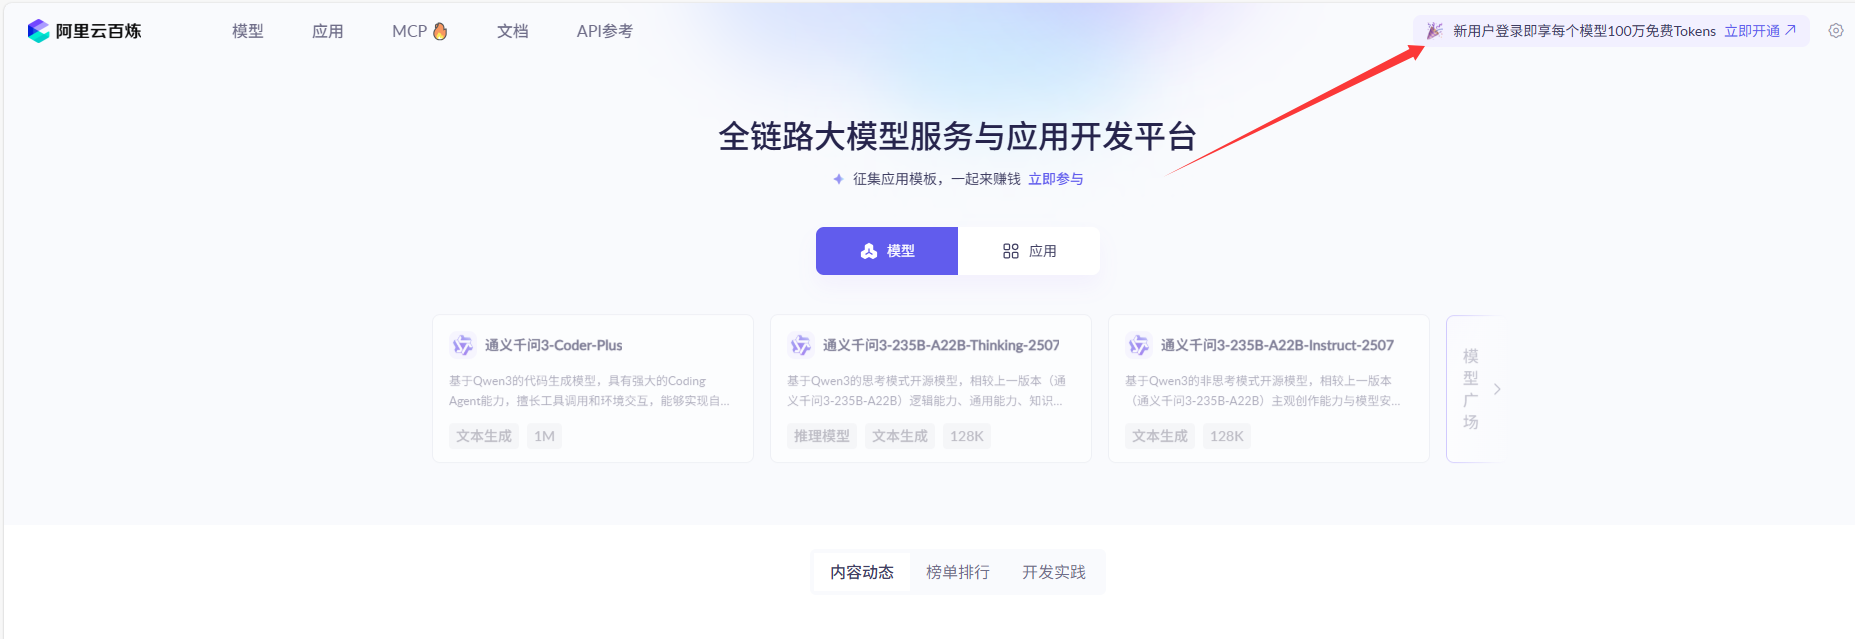 阿里云百炼
模型
应用
MCP
文档
API参考
新用户登录即享每个模型100万免费Tokens 立即开通
全链路大模型服务与应用开发平台
征集应用模板，一起来赚钱 立即参与
模型
应用
通义千问3-Coder-Plus
基于Qwen3的代码生成模型，具有强大的Coding
Agent能力，擅长工具调用和环境交互，能够实现自...
文本生成 1M
通义千问3-235B-A22B-Thinking-2507
基于Qwen3的思考模式开源模型，相较上一版本（通
义千问3-235B-A22B）逻辑能力、通用能力、知识...
推理模型 文本生成 128K
通义千问3-235B-A22B-Instruct-2507
基于Qwen3的非思考模式开源模型，相较上一版本
（通义千问3-235B-A22B）主观创作能力与模型安...
文本生成 128K
模型广场
内容动态
榜单排行
开发实践